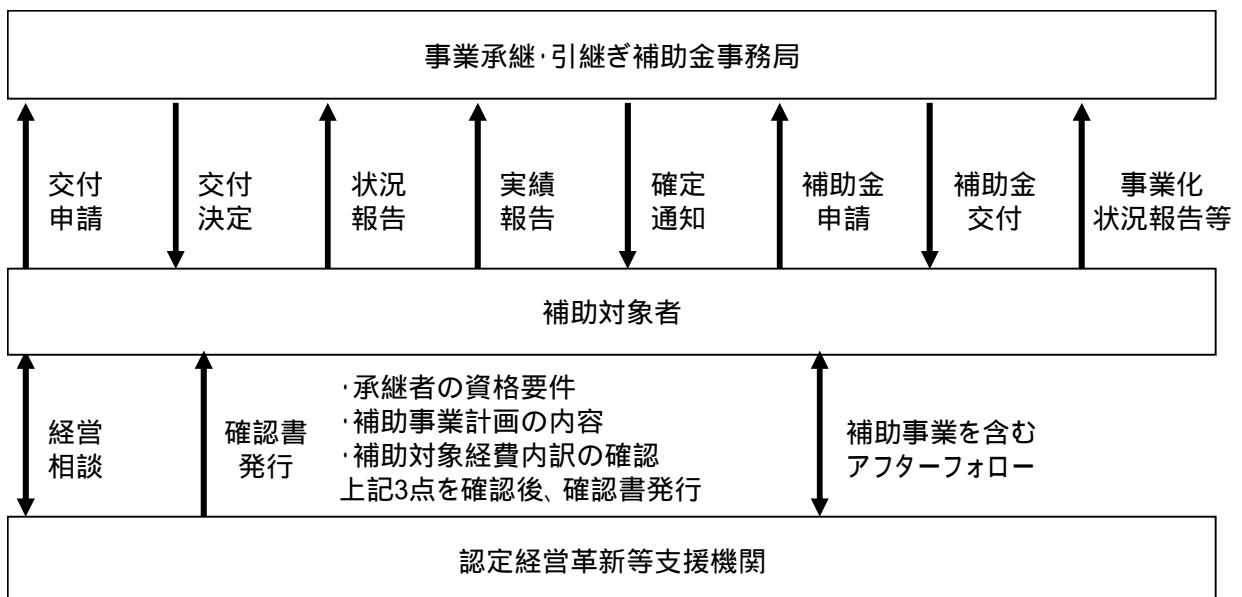 事業承継･引継ぎ補助金事務局
交付
申請
交付
決定
状況
報告
実績
報告
確定
通知
補助金
申請
補助金
交付
事業化
状況報告等
補助対象者
経営
相談
確認書
発行
･承継者の資格要件
･補助事業計画の内容
･補助対象経費内訳の確認
上記3点を確認後、確認書発行
補助事業を含む
アフターフォロー
認定経営革新等支援機関